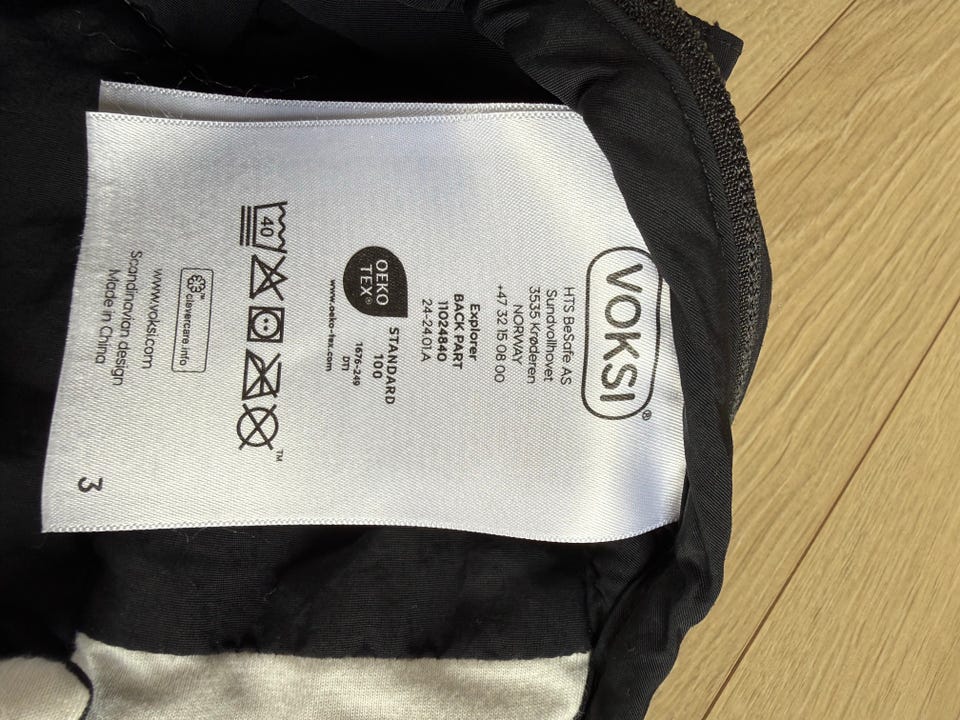 VOKSI®
HTS BeSafe AS
Sundvollhovet
3535 Krøderen
NORWAY
+47 32 15 08 00
Explorer
BACK PART
11024840
24-24.01.A
OEKO
TEX®
STANDARD
100
1676-249
DTI
www.oeko-tex.com
40
TM
clevercare.info
www.voksi.com
Scandinavian design
Made in China
3